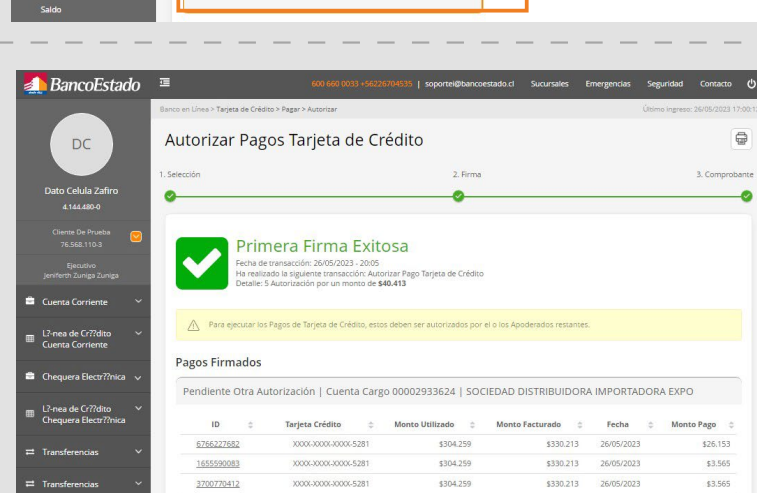 Saldo
BancoEstado
600 660 0033 +56226704535 | soportei@bancoestado.cl Sucursales Emergencias Seguridad Contacto
Banco en Línea > Tarjeta de Crédito > Pagar > Autorizar
Último ingreso: 26/05/2023 17:00:1
DC
Autorizar Pagos Tarjeta de Crédito
1. Selección 2. Firma 3. Comprobante
Dato Celula Zafiro
4.144.480-0
Cliente De Prueba
76.568.110-3
Ejecutivo
Jeniferth Zuniga Zuniga
Cuenta Corriente
L?-nea de Cr??dito
Cuenta Corriente
Chequera Electr??nica
L?-nea de Cr??dito
Chequera Electr??nica
Transferencias
Transferencias
Primera Firma Exitosa
Fecha de transacción: 26/05/2023 - 20:05
Ha realizado la siguiente transacción: Autorizar Pago Tarjeta de Crédito
Detalle: 5 Autorización por un monto de $40.413
Para ejecutar los Pagos de Tarjeta de Crédito, estos deben ser autorizados por el o los Apoderados restantes.
Pagos Firmados
Pendiente Otra Autorización | Cuenta Cargo 00002933624 | SOCIEDAD DISTRIBUIDORA IMPORTADORA EXPO
ID Tarjeta Crédito Monto Utilizado Monto Facturado Fecha Monto Pago
6766227682 XXXX-XXXX-XXXX-5281 $304.259 $330.213 26/05/2023 $26.153
1655590083 XXXX-XXXX-XXXX-5281 $304.259 $330.213 26/05/2023 $3.565
3700770412 XXXX-XXXX-XXXX-5281 $304.259 $330.213 26/05/2023 $3.565